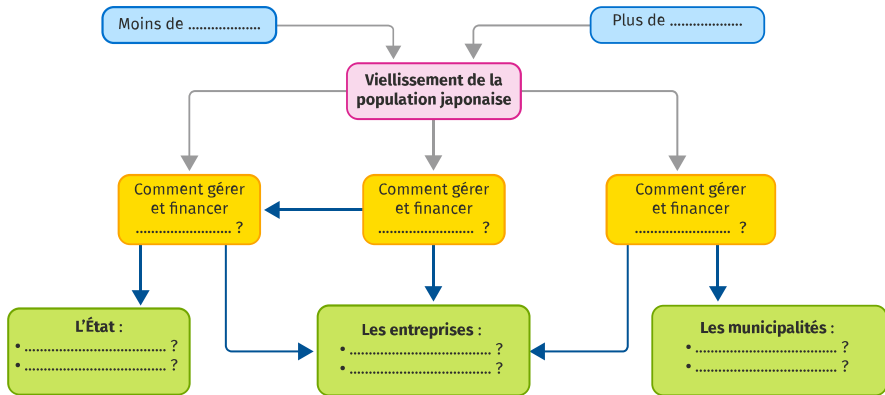 Moins de ...................
Plus de ...................
Viellissement de la
population japonaise
Comment gérer
et financer
......................... ?
Comment gérer
et financer
......................... ?
Comment gérer
et financer
......................... ?
L'État :
• ..................................... ?
• ..................................... ?
Les entreprises :
• ..................................... ?
• ..................................... ?
Les municipalités :
• ..................................... ?
• ..................................... ?